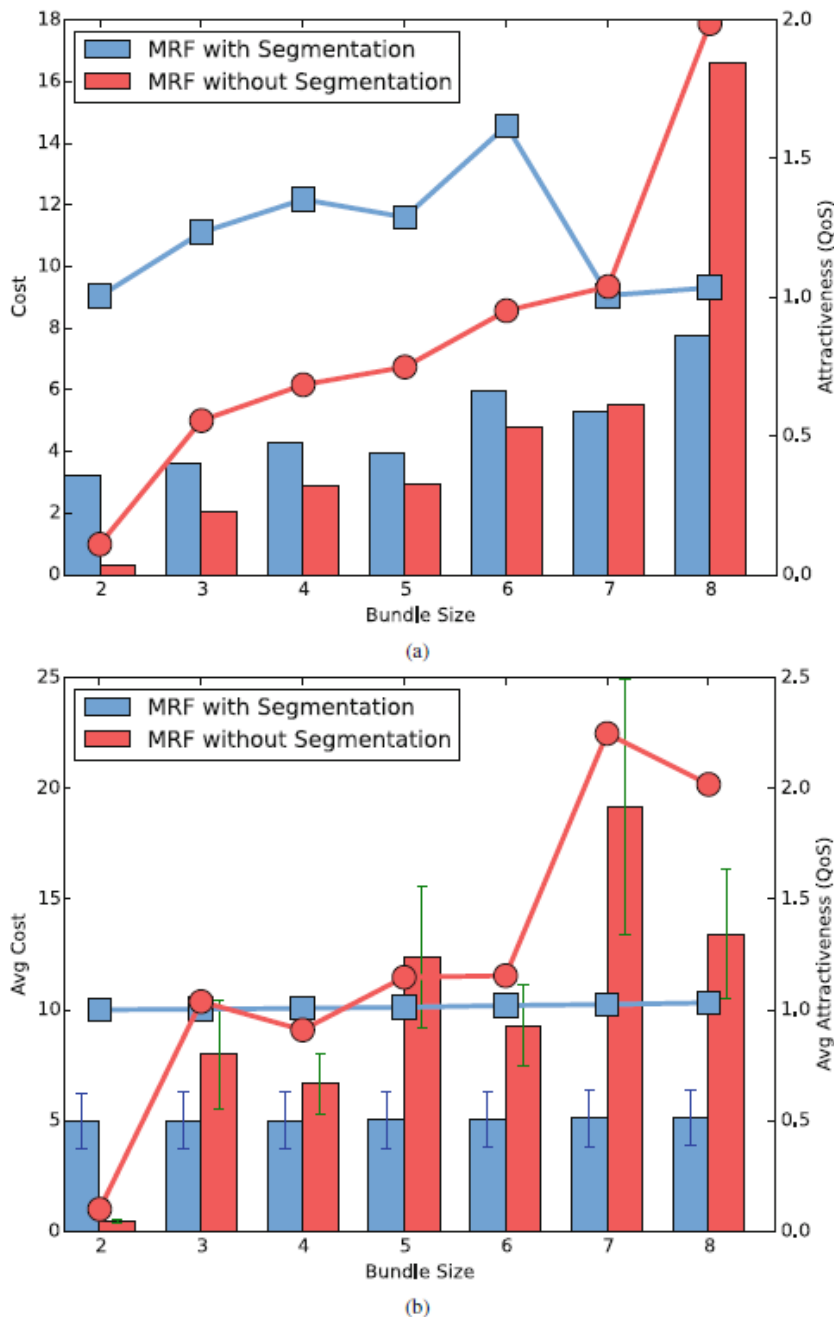 MRF with Segmentation
MRF without Segmentation
18
16
14
12
10
8
6
4
2
0
Cost
2.0
1.5
1.0
0.5
0.0
Attractiveness (QoS)
2 3 4 5 6 7 8
Bundle Size
(a)
MRF with Segmentation
MRF without Segmentation
25
20
15
10
5
0
Avg Cost
2.5
2.0
1.5
1.0
0.5
0.0
Avg Attractiveness (QoS)
2 3 4 5 6 7 8
Bundle Size
(b)